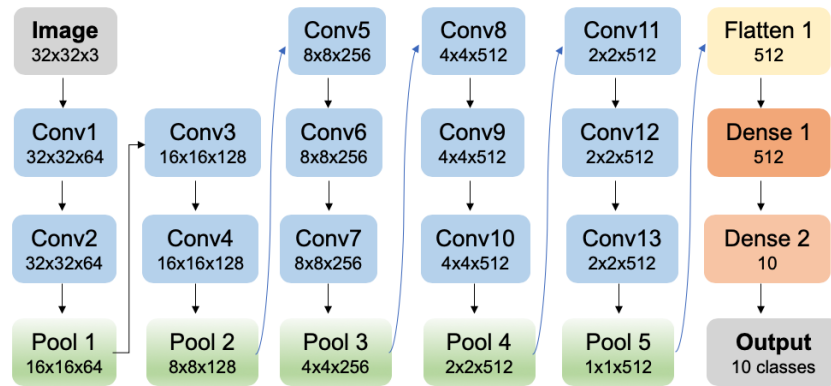 Image
32x32x3
Conv1
32x32x64
Conv2
32x32x64
Pool 1
16x16x64
Conv3
16x16x128
Conv4
16x16x128
Pool 2
8x8x128
Conv5
8x8x256
Conv6
8x8x256
Conv7
8x8x256
Pool 3
4x4x256
Conv8
4x4x512
Conv9
4x4x512
Conv10
4x4x512
Pool 4
2x2x512
Conv11
2x2x512
Conv12
2x2x512
Conv13
2x2x512
Pool 5
1x1x512
Flatten 1
512
Dense 1
512
Dense 2
10
Output
10 classes